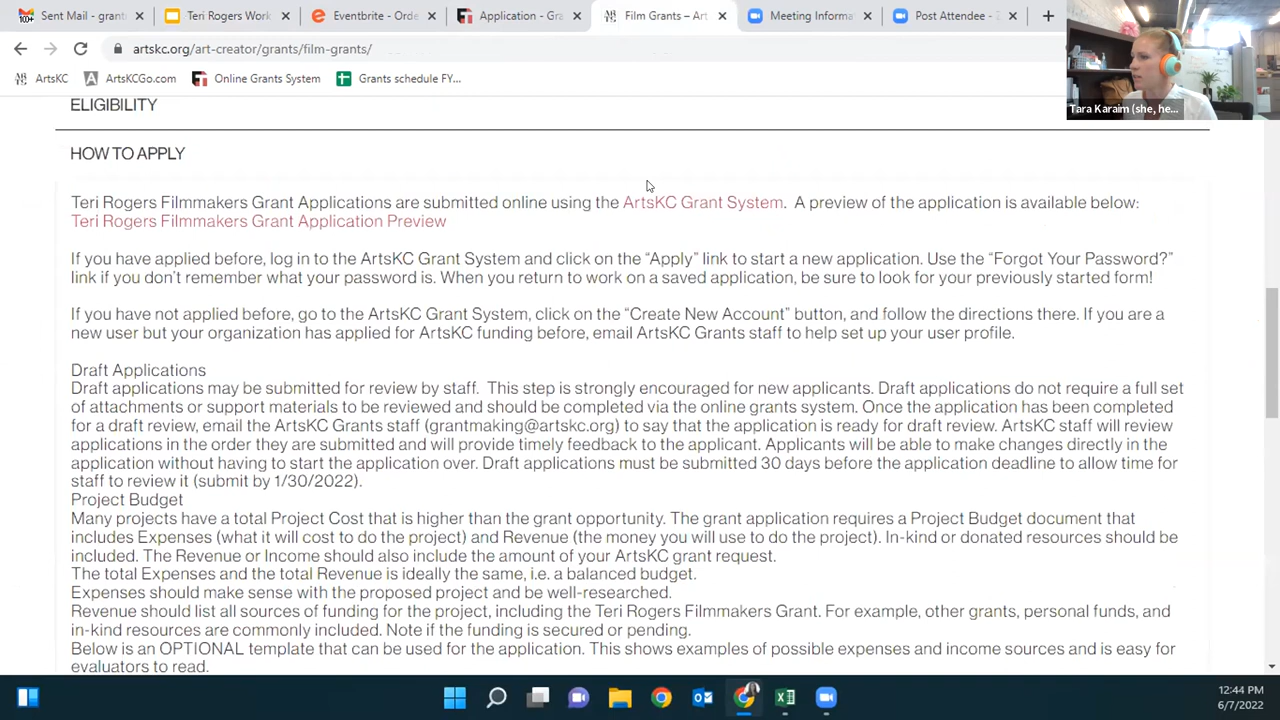 Sent Mail - grant
Teri Rogers Work
Eventbrite - Orde
Application - Gra
Film Grants – Art
Meeting Informat
Post Attendee - Z
artskc.org/art-creator/grants/film-grants/
ArtsKC
ArtsKCGo.com
Online Grants System
Grants schedule FY...
Tara Karaim (she, he...
ELIGIBILITY
HOW TO APPLY
Teri Rogers Filmmakers Grant Applications are submitted online using the ArtsKC Grant System. A preview of the application is available below:
Teri Rogers Filmmakers Grant Application Preview
If you have applied before, log in to the ArtsKC Grant System and click on the “Apply” link to start a new application. Use the “Forgot Your Password?”
link if you don’t remember what your password is. When you return to work on a saved application, be sure to look for your previously started form!
If you have not applied before, go to the ArtsKC Grant System, click on the “Create New Account” button, and follow the directions there. If you are a
new user but your organization has applied for ArtsKC funding before, email ArtsKC Grants staff to help set up your user profile.
Draft Applications
Draft applications may be submitted for review by staff. This step is strongly encouraged for new applicants. Draft applications do not require a full set
of attachments or support materials to be reviewed and should be completed via the online grants system. Once the application has been completed
for a draft review, email the ArtsKC Grants staff (grantmaking@artskc.org) to say that the application is ready for draft review. ArtsKC staff will review
applications in the order they are submitted and will provide timely feedback to the applicant. Applicants will be able to make changes directly in the
application without having to start the application over. Draft applications must be submitted 30 days before the application deadline to allow time for
staff to review it (submit by 1/30/2022).
Project Budget
Many projects have a total Project Cost that is higher than the grant opportunity. The grant application requires a Project Budget document that
includes Expenses (what it will cost to do the project) and Revenue (the money you will use to do the project). In-kind or donated resources should be
included. The Revenue or Income should also include the amount of your ArtsKC grant request.
The total Expenses and the total Revenue is ideally the same, i.e. a balanced budget.
Expenses should make sense with the proposed project and be well-researched.
Revenue should list all sources of funding for the project, including the Teri Rogers Filmmakers Grant. For example, other grants, personal funds, and
in-kind resources are commonly included. Note if the funding is secured or pending.
Below is an OPTIONAL template that can be used for the application. This shows examples of possible expenses and income sources and is easy for
evaluators to read.
12:44 PM
6/7/2022